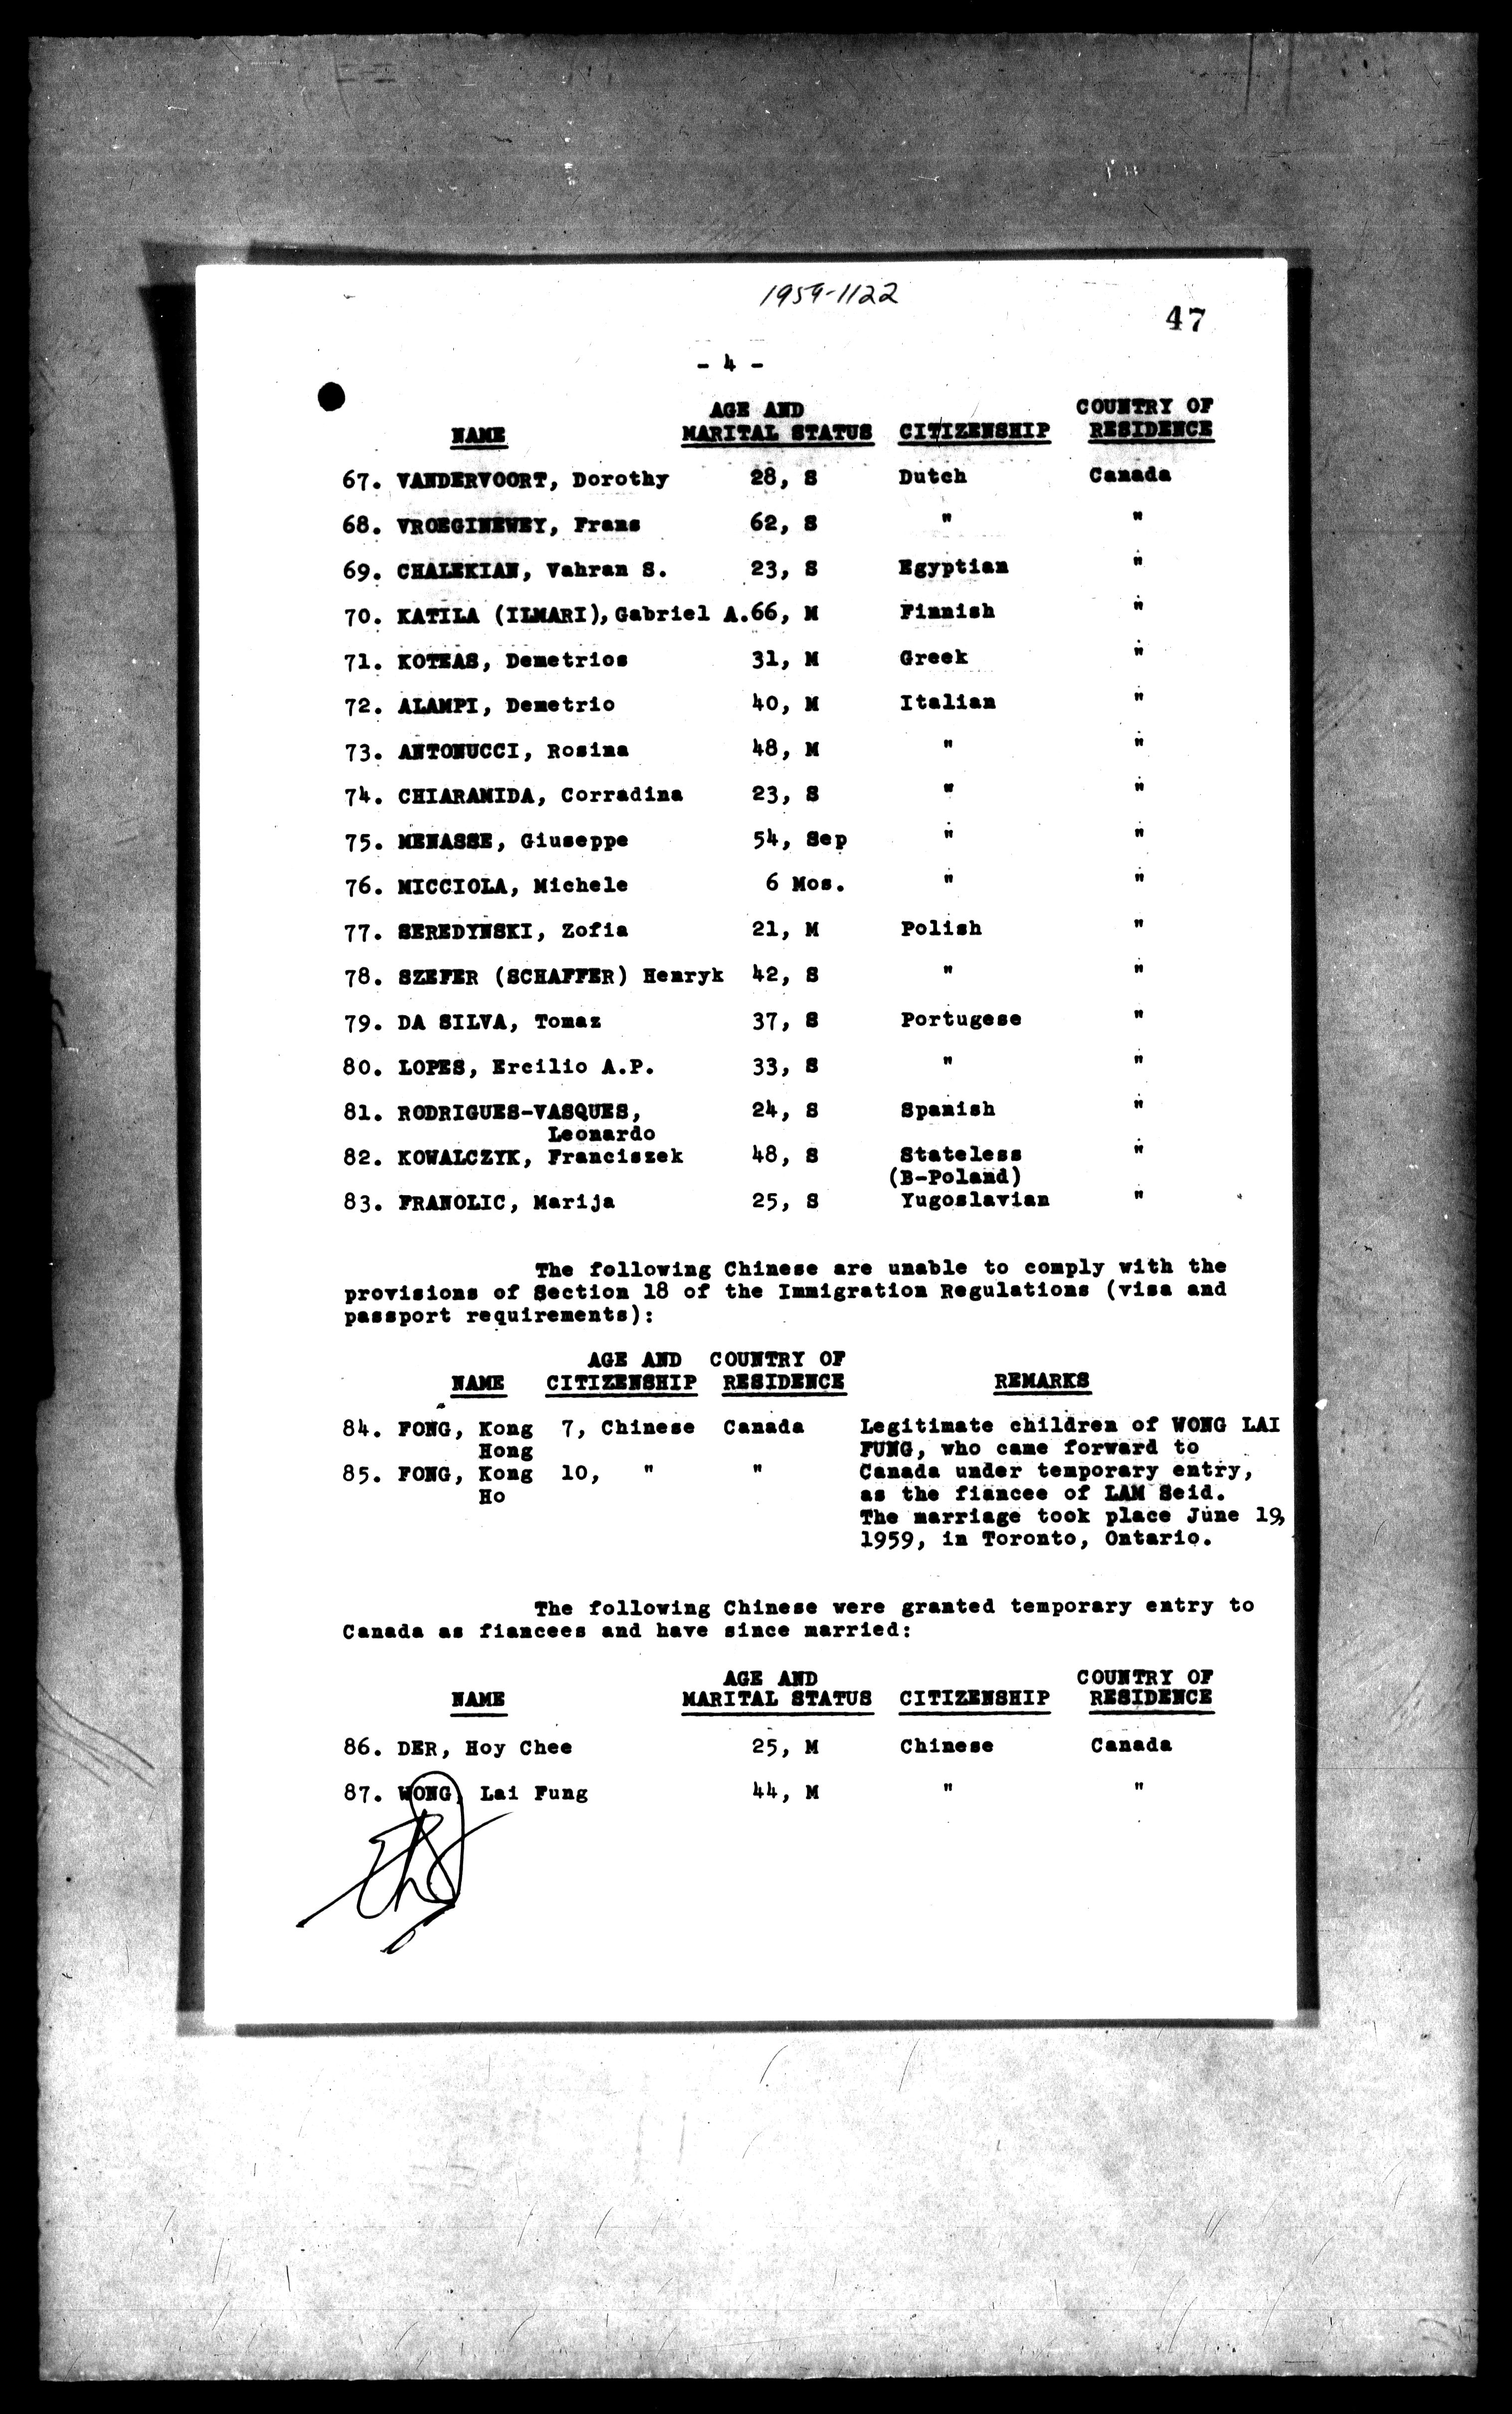 1959-1122
47
- 4 -
NAME AGE AND MARITAL STATUS CITIZENSHIP COUNTRY OF RESIDENCE
67. VANDERVOORT, Dorothy 28, S Dutch Canada
68. VROEGINEWEY, Frans 62, S " "
69. CHALEKIAN, Vahran S. 23, S Egyptian "
70. KATILA (ILMARI), Gabriel A. 66, M Finnish "
71. KOTEAS, Demetrios 31, M Greek "
72. ALAMPI, Demetrio 40, M Italian "
73. ANTONUCCI, Rosina 48, M " "
74. CHIARAMIDA, Corradina 23, S " "
75. MENASSE, Giuseppe 54, Sep " "
76. MICCIOLA, Michele 6 Mos. " "
77. SEREDYNSKI, Zofia 21, M Polish "
78. SZEFER (SCHAFFER) Henryk 42, S " "
79. DA SILVA, Tomaz 37, S Portugese "
80. LOPES, Ercilio A.P. 33, S " "
81. RODRIGUES-VASQUES, 24, S Spanish "
Leonardo
82. KOWALCZYK, Franciszek 48, S Stateless "
(B-Poland)
83. FRANOLIC, Marija 25, S Yugoslavian "
The following Chinese are unable to comply with the
provisions of Section 18 of the Immigration Regulations (visa and
passport requirements):
AGE AND COUNTRY OF
NAME CITIZENSHIP RESIDENCE REMARKS
84. FONG, Kong 7, Chinese Canada Legitimate children of WONG LAI
Hong FUNG, who came forward to
85. FONG, Kong 10, " " Canada under temporary entry,
Ho as the fiancee of LAM Seid.
The marriage took place June 19,
1959, in Toronto, Ontario.
The following Chinese were granted temporary entry to
Canada as fiancees and have since married:
AGE AND COUNTRY OF
NAME MARITAL STATUS CITIZENSHIP RESIDENCE
86. DER, Hoy Chee 25, M Chinese Canada
87. WONG, Lai Fung 44, M " "